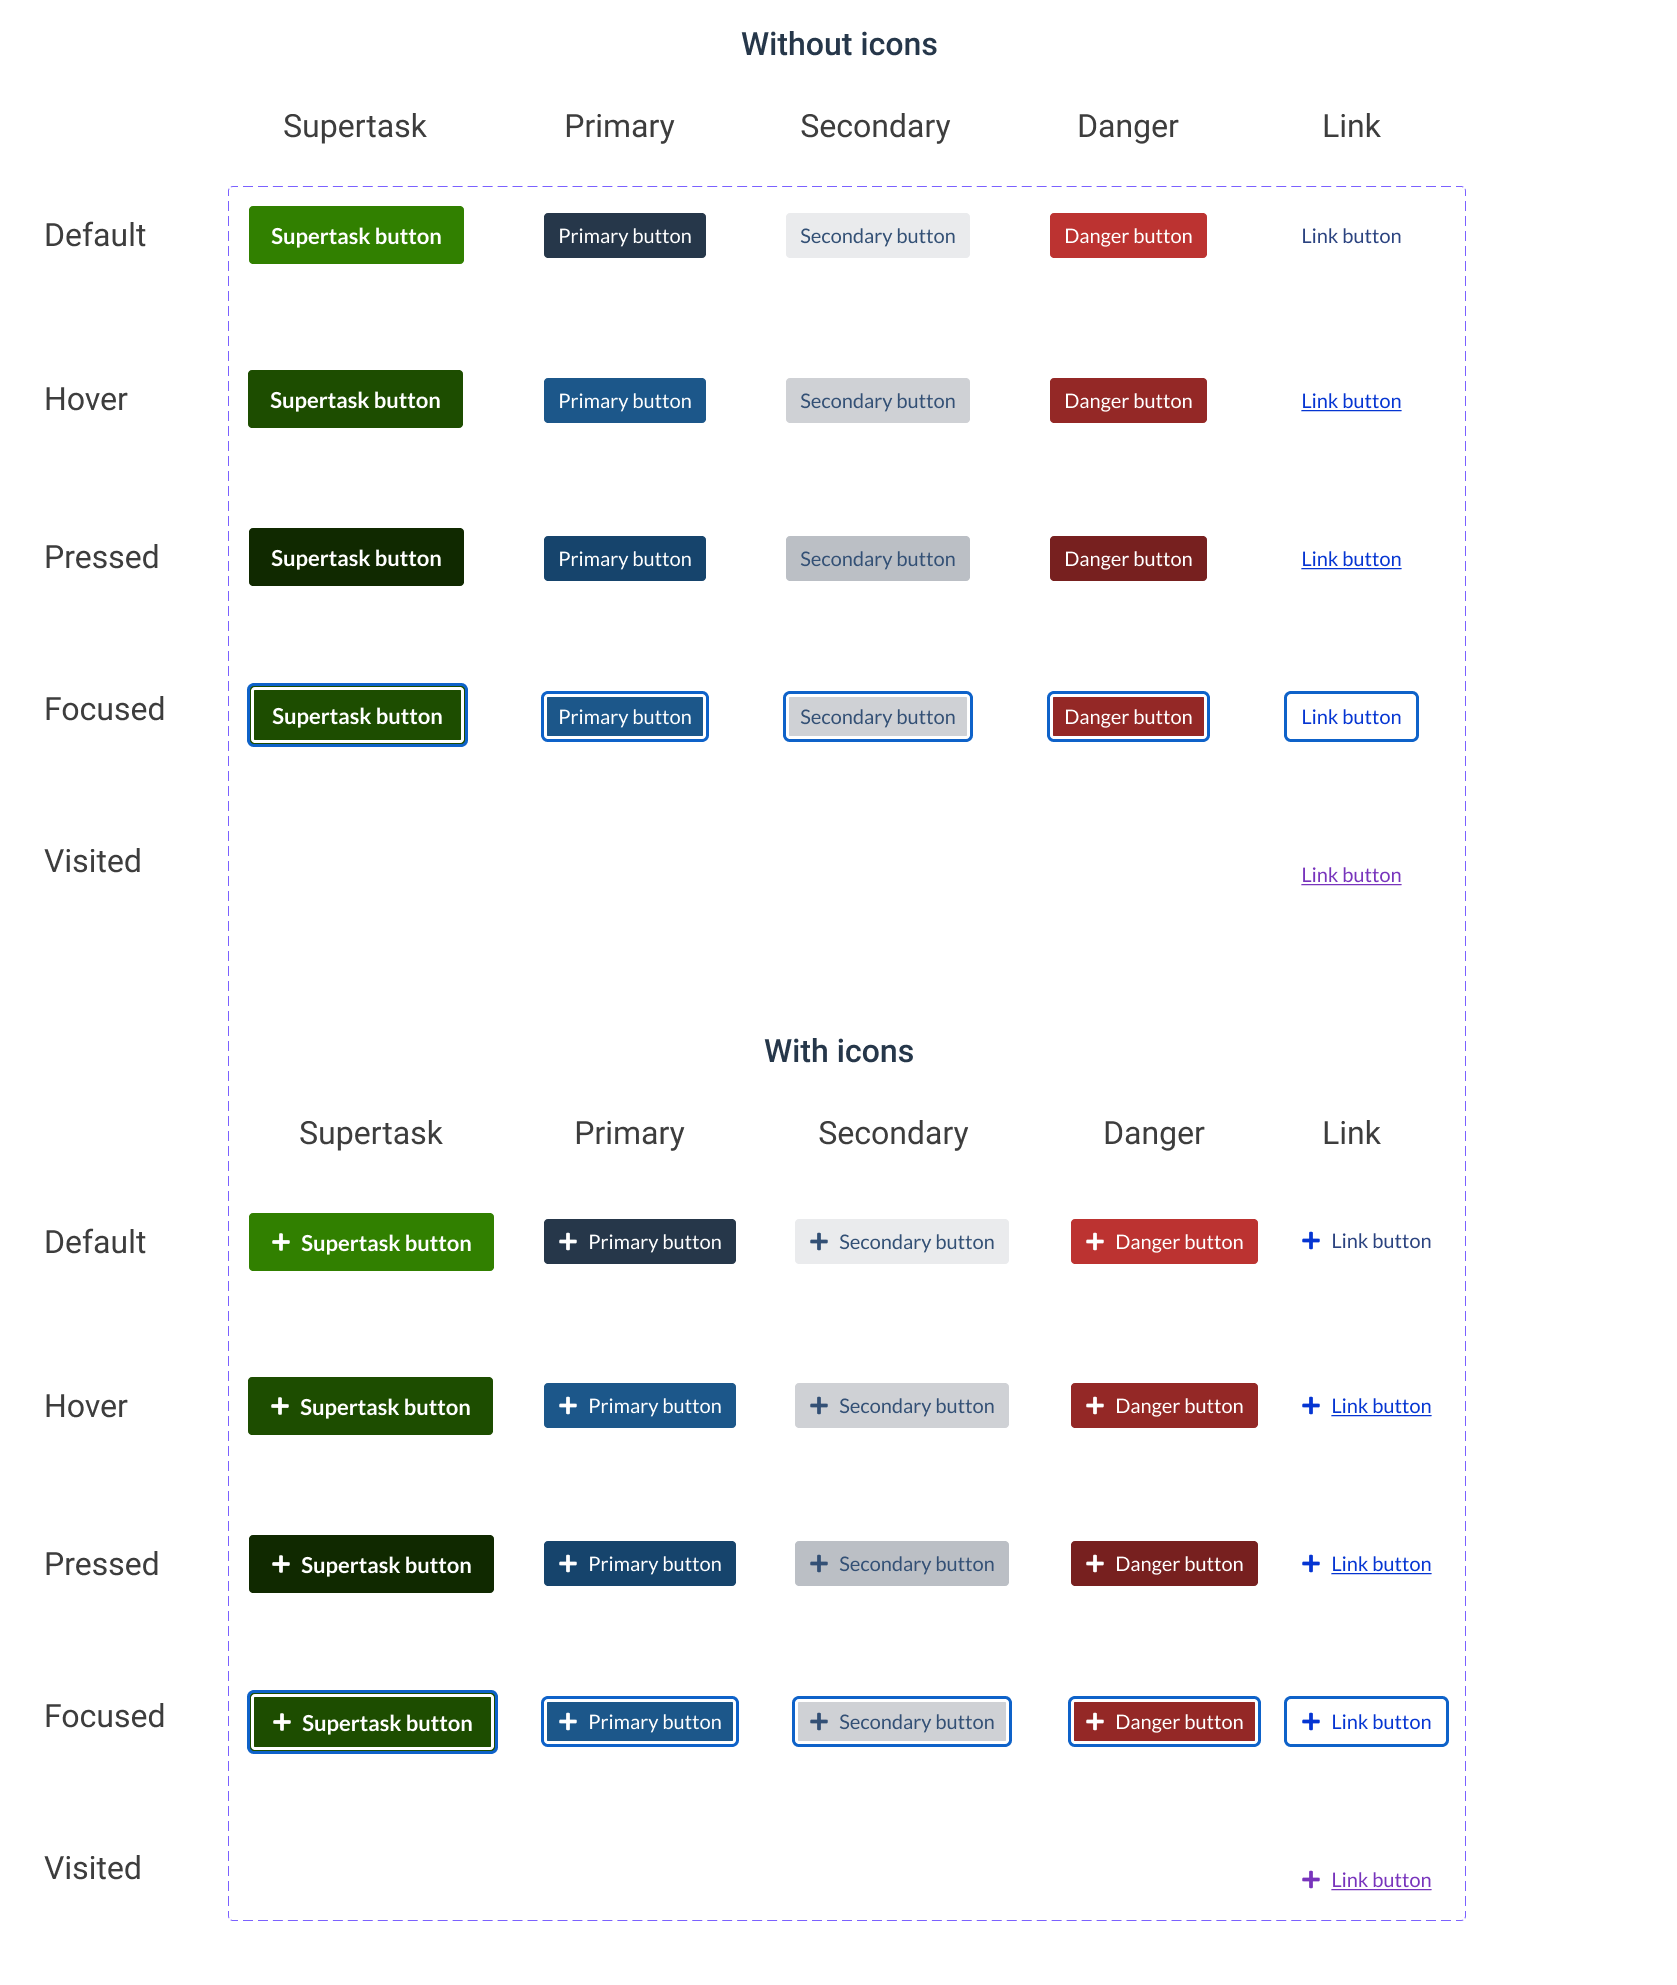 Without icons
Supertask Primary Secondary Danger Link
Default Supertask button Primary button Secondary button Danger button Link button
Hover Supertask button Primary button Secondary button Danger button Link button
Pressed Supertask button Primary button Secondary button Danger button Link button
Focused Supertask button Primary button Secondary button Danger button Link button
Visited Link button
With icons
Supertask Primary Secondary Danger Link
Default Supertask button Primary button Secondary button Danger button Link button
Hover Supertask button Primary button Secondary button Danger button Link button
Pressed Supertask button Primary button Secondary button Danger button Link button
Focused Supertask button Primary button Secondary button Danger button Link button
Visited Link button